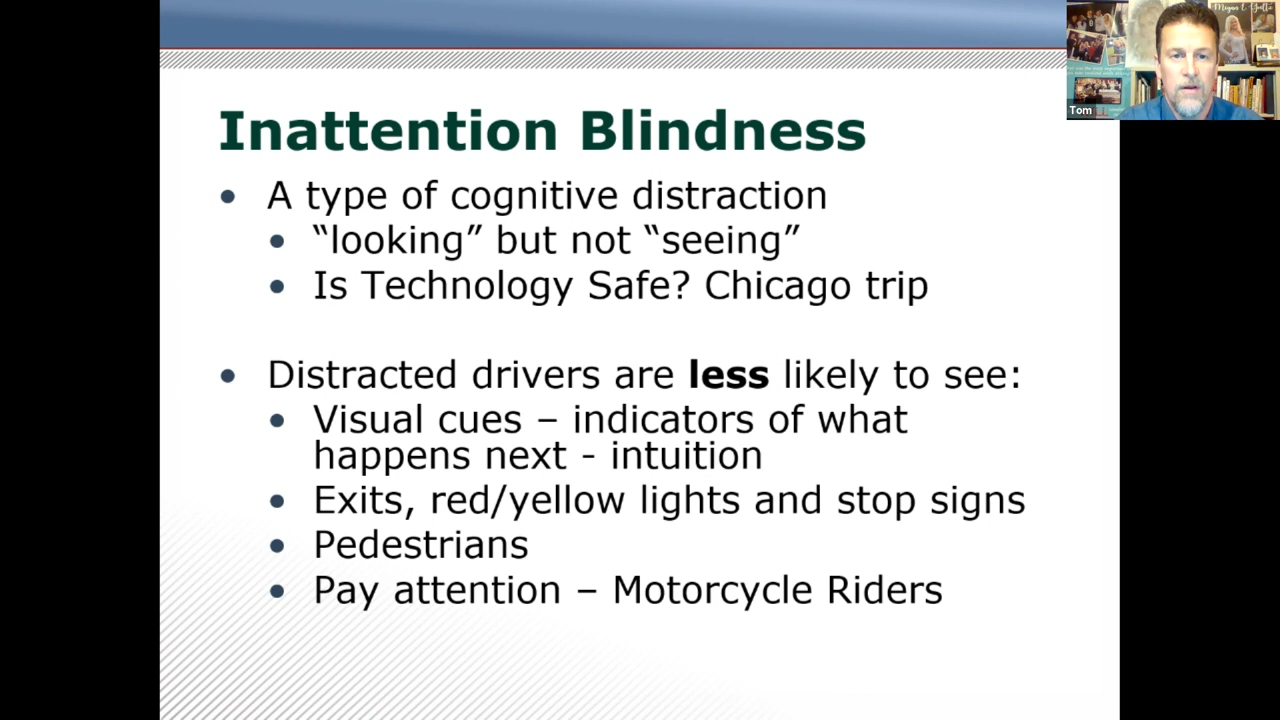 Inattention Blindness
• A type of cognitive distraction
• “looking” but not “seeing”
• Is Technology Safe? Chicago trip
• Distracted drivers are less likely to see:
• Visual cues – indicators of what
happens next - intuition
• Exits, red/yellow lights and stop signs
• Pedestrians
• Pay attention – Motorcycle Riders
Tom